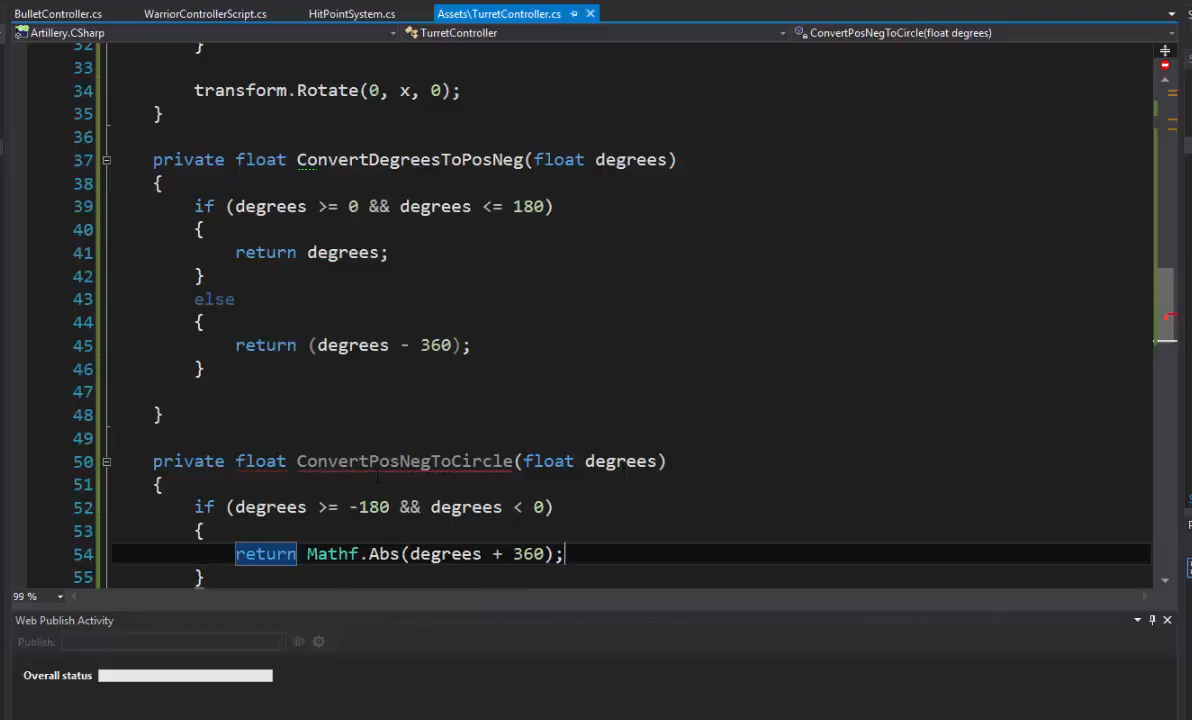 BulletController.cs WarriorControllerScript.cs HitPointSystem.cs Assets\TurretController.cs
Artillery.CSharp TurretController ConvertPosNegToCircle(float degrees)
32 }
33
34 transform.Rotate(0, x, 0);
35 }
36
37 private float ConvertDegreesToPosNeg(float degrees)
38 {
39 if (degrees >= 0 && degrees <= 180)
40 {
41 return degrees;
42 }
43 else
44 {
45 return (degrees - 360);
46 }
47
48 }
49
50 private float ConvertPosNegToCircle(float degrees)
51 {
52 if (degrees >= -180 && degrees < 0)
53 {
54 return Mathf.Abs(degrees + 360);
55 }
99 %
Web Publish Activity
Publish:
Overall status